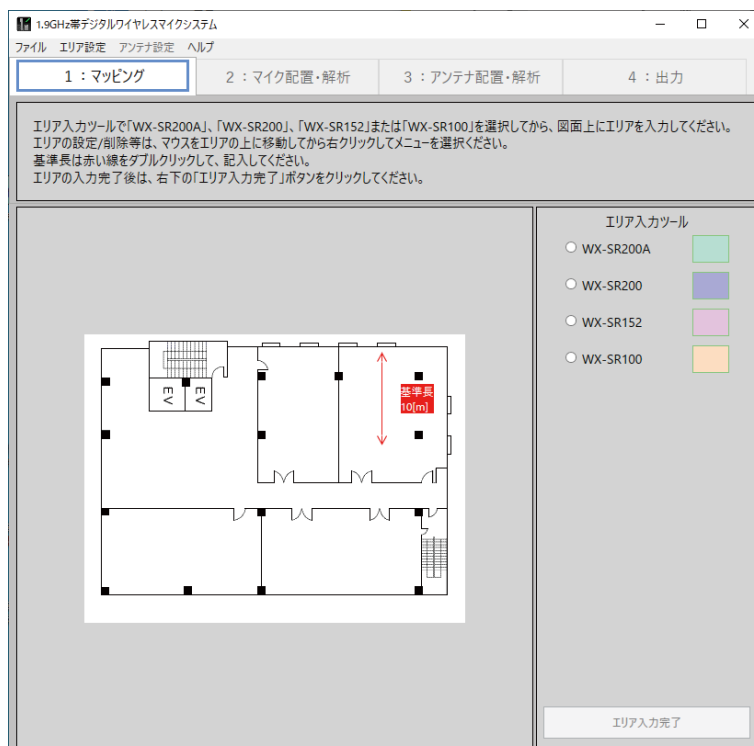 1.9GHz帯デジタルワイヤレスマイクシステム
ファイル エリア設定 アンテナ設定 ヘルプ
1：マッピング 2：マイク配置・解析 3：アンテナ配置・解析 4：出力
エリア入力ツールで「WX-SR200A」、「WX-SR200」、「WX-SR152」または「WX-SR100」を選択してから、図面上にエリアを入力してください。
エリアの設定/削除等は、マウスをエリアの上に移動してから右クリックしてメニューを選択ください。
基準長は赤い線をダブルクリックして、記入してください。
エリアの入力完了後は、右下の「エリア入力完了」ボタンをクリックしてください。
エリア入力ツール
WX-SR200A
WX-SR200
WX-SR152
WX-SR100
EV EV
基準長
10[m]
エリア入力完了